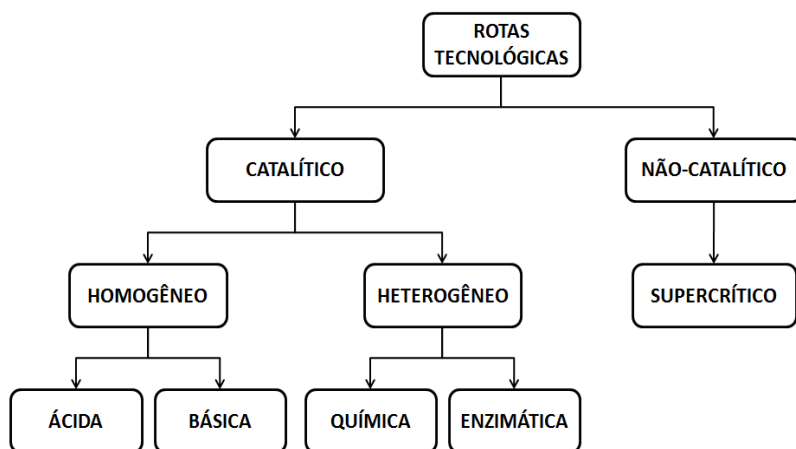 ROTAS
TECNOLÓGICAS
CATALÍTICO
NÃO-CATALÍTICO
HOMOGÊNEO
HETEROGÊNEO
SUPERCRÍTICO
ÁCIDA
BÁSICA
QUÍMICA
ENZIMÁTICA